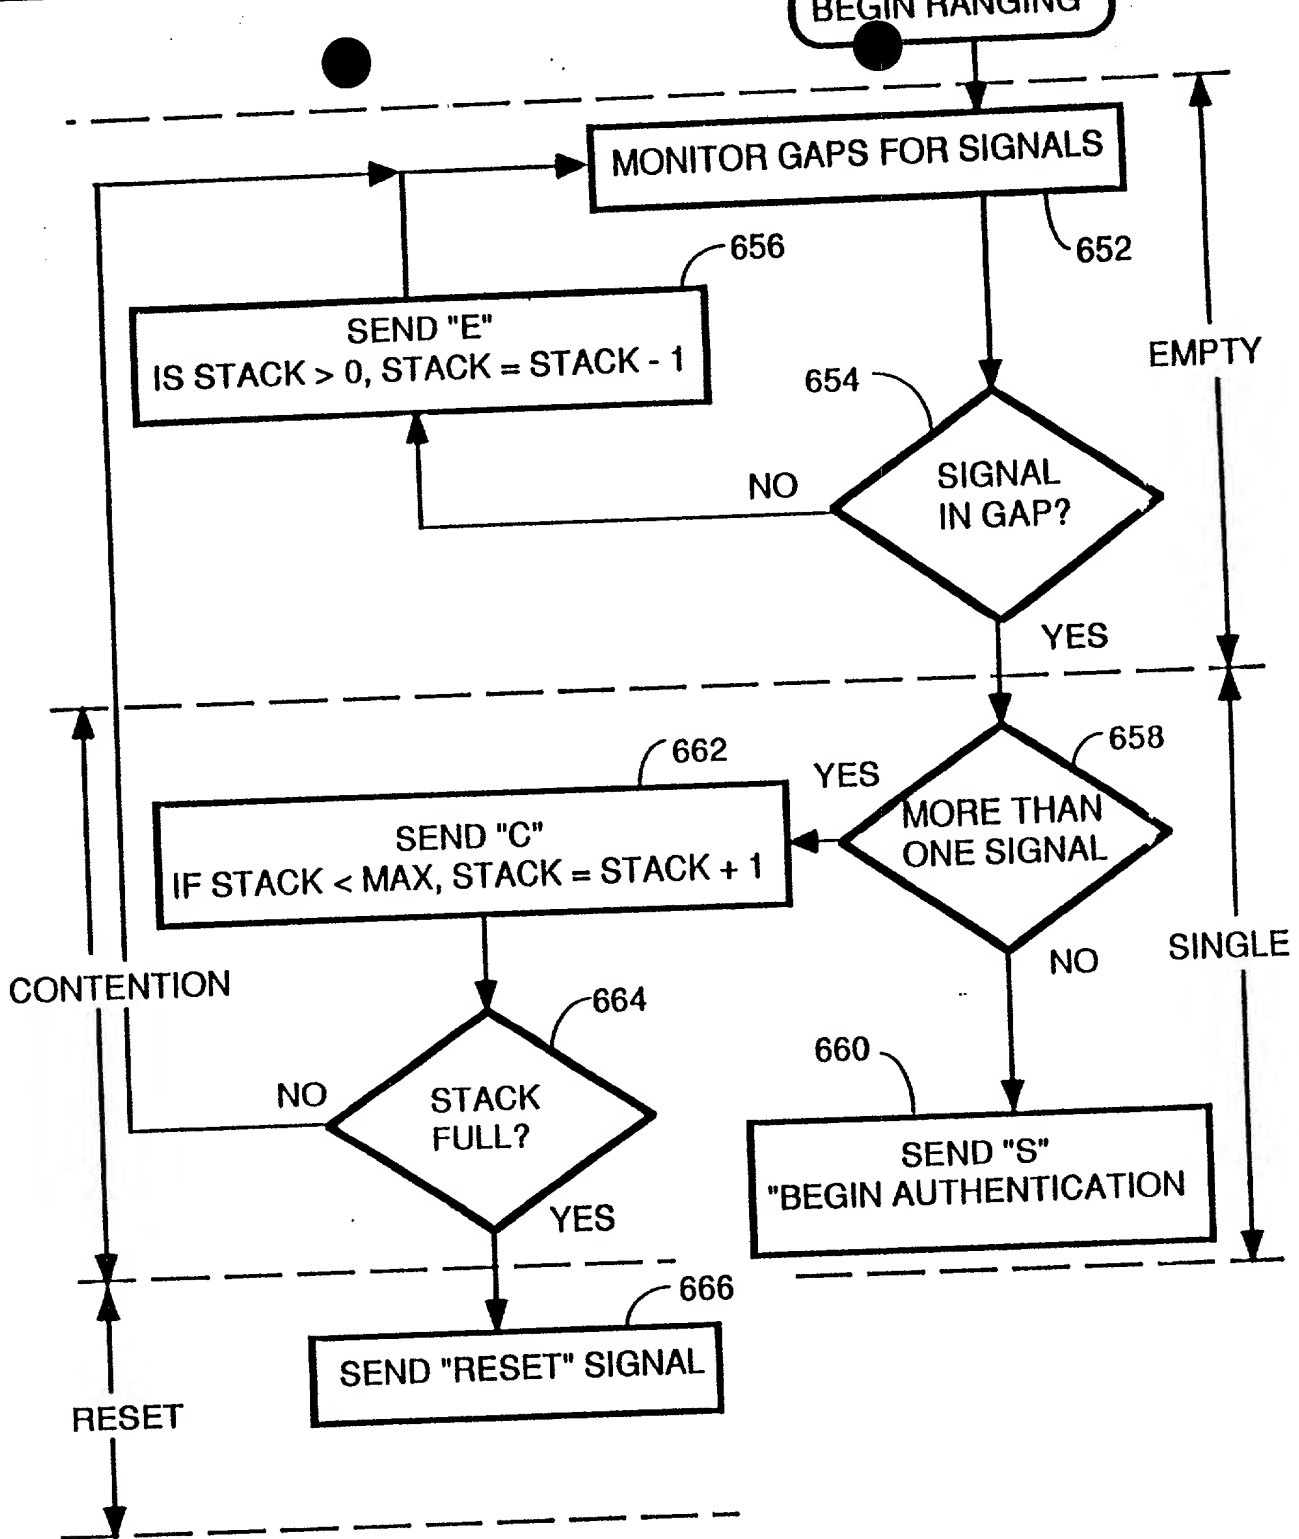 BEGIN RANGING
MONITOR GAPS FOR SIGNALS
652
656
SEND "E"
IS STACK > 0, STACK = STACK - 1
EMPTY
654
SIGNAL
IN GAP?
NO
YES
658
662
YES
MORE THAN
ONE SIGNAL
SEND "C"
IF STACK < MAX, STACK = STACK + 1
NO
SINGLE
CONTENTION
664
660
NO
STACK
FULL?
SEND "S"
"BEGIN AUTHENTICATION
YES
666
SEND "RESET" SIGNAL
RESET